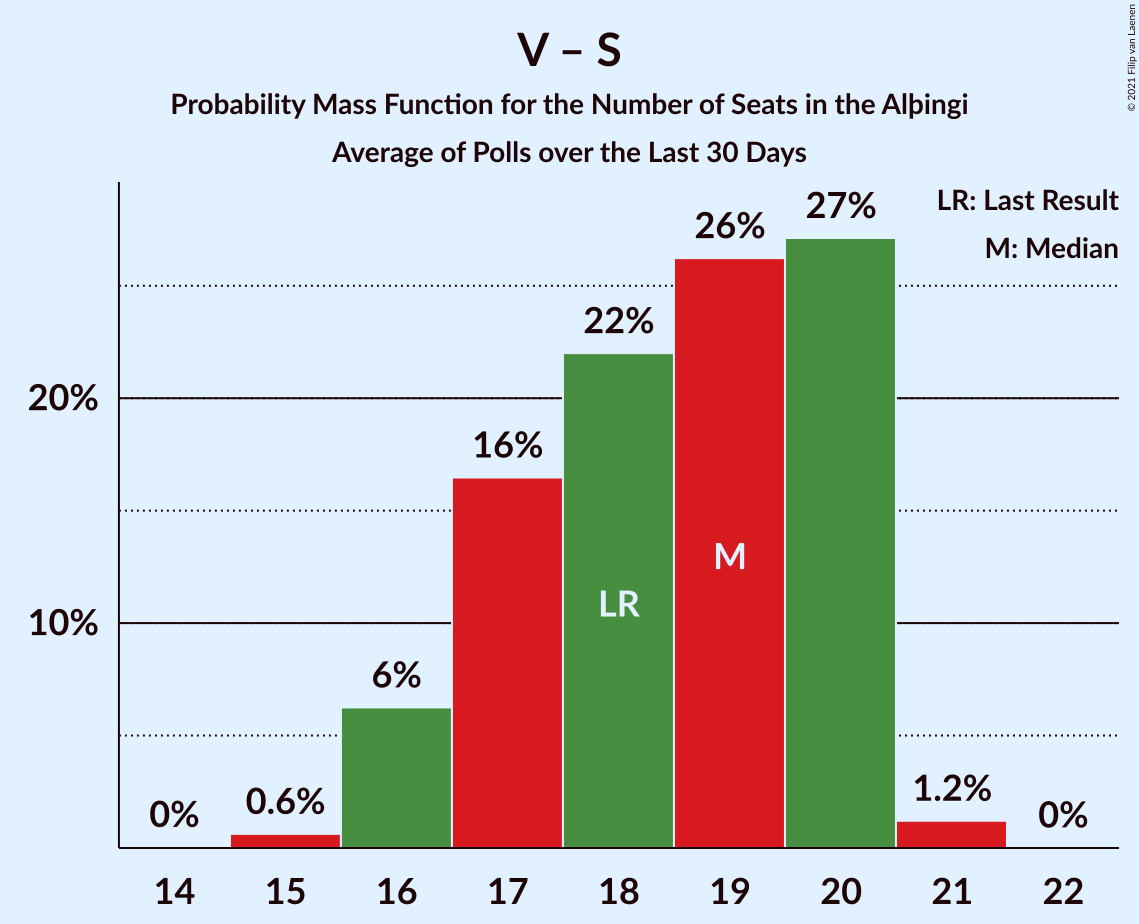 V – S
Probability Mass Function for the Number of Seats in the Alþingi
Average of Polls over the Last 30 Days
© 2021 Filip van Laenen
LR: Last Result
M: Median
20%
10%
0%
0.6%
6%
16%
22%
26%
27%
1.2%
0%
LR
M
14 15 16 17 18 19 20 21 22